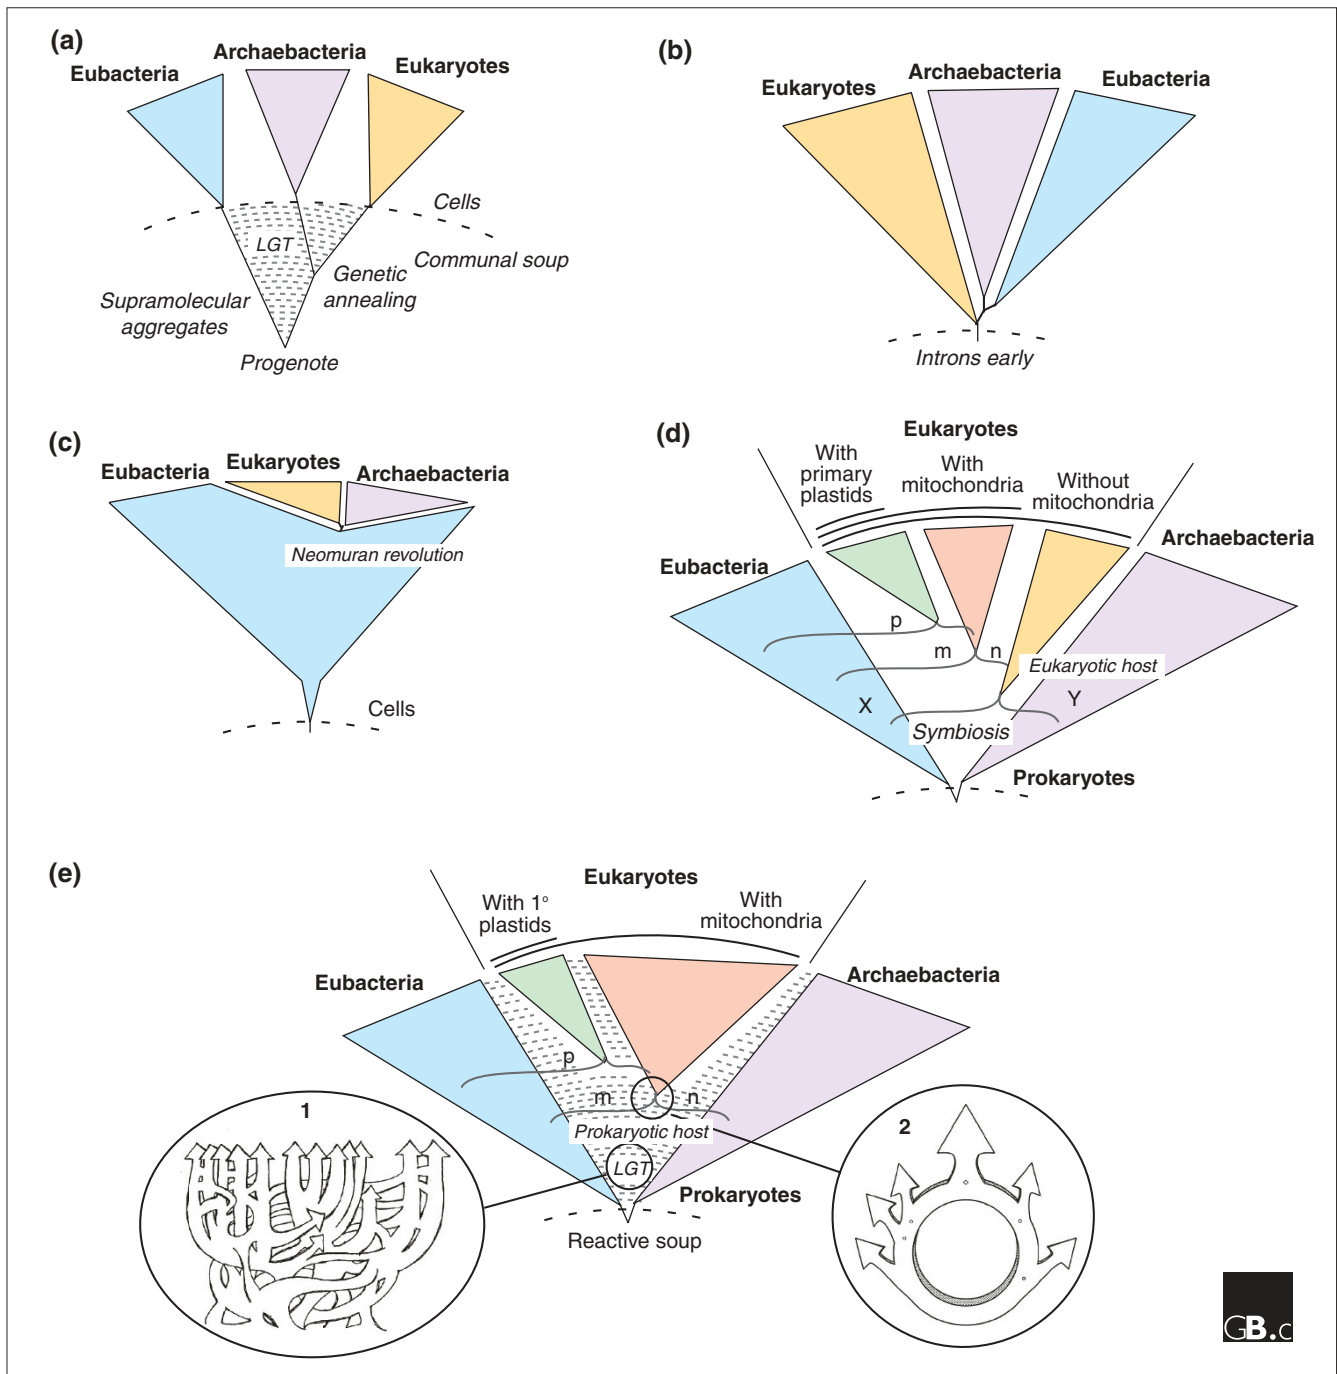 (a)
Eubacteria
Archaebacteria
Eukaryotes
Cells
LGT
Communal soup
Genetic
annealing
Supramolecular
aggregates
Progenote
(b)
Eukaryotes
Archaebacteria
Eubacteria
Introns early
(c)
Eubacteria
Eukaryotes
Archaebacteria
Neomuran revolution
Cells
(d)
Eukaryotes
With
primary
plastids
With
mitochondria
Without
mitochondria
Eubacteria
Archaebacteria
p
m
n
Eukaryotic host
X
Y
Symbiosis
Prokaryotes
(e)
Eukaryotes
With 1°
plastids
With
mitochondria
Eubacteria
Archaebacteria
p
m
n
Prokaryotic host
LGT
Prokaryotes
Reactive soup
1
2
GB.c